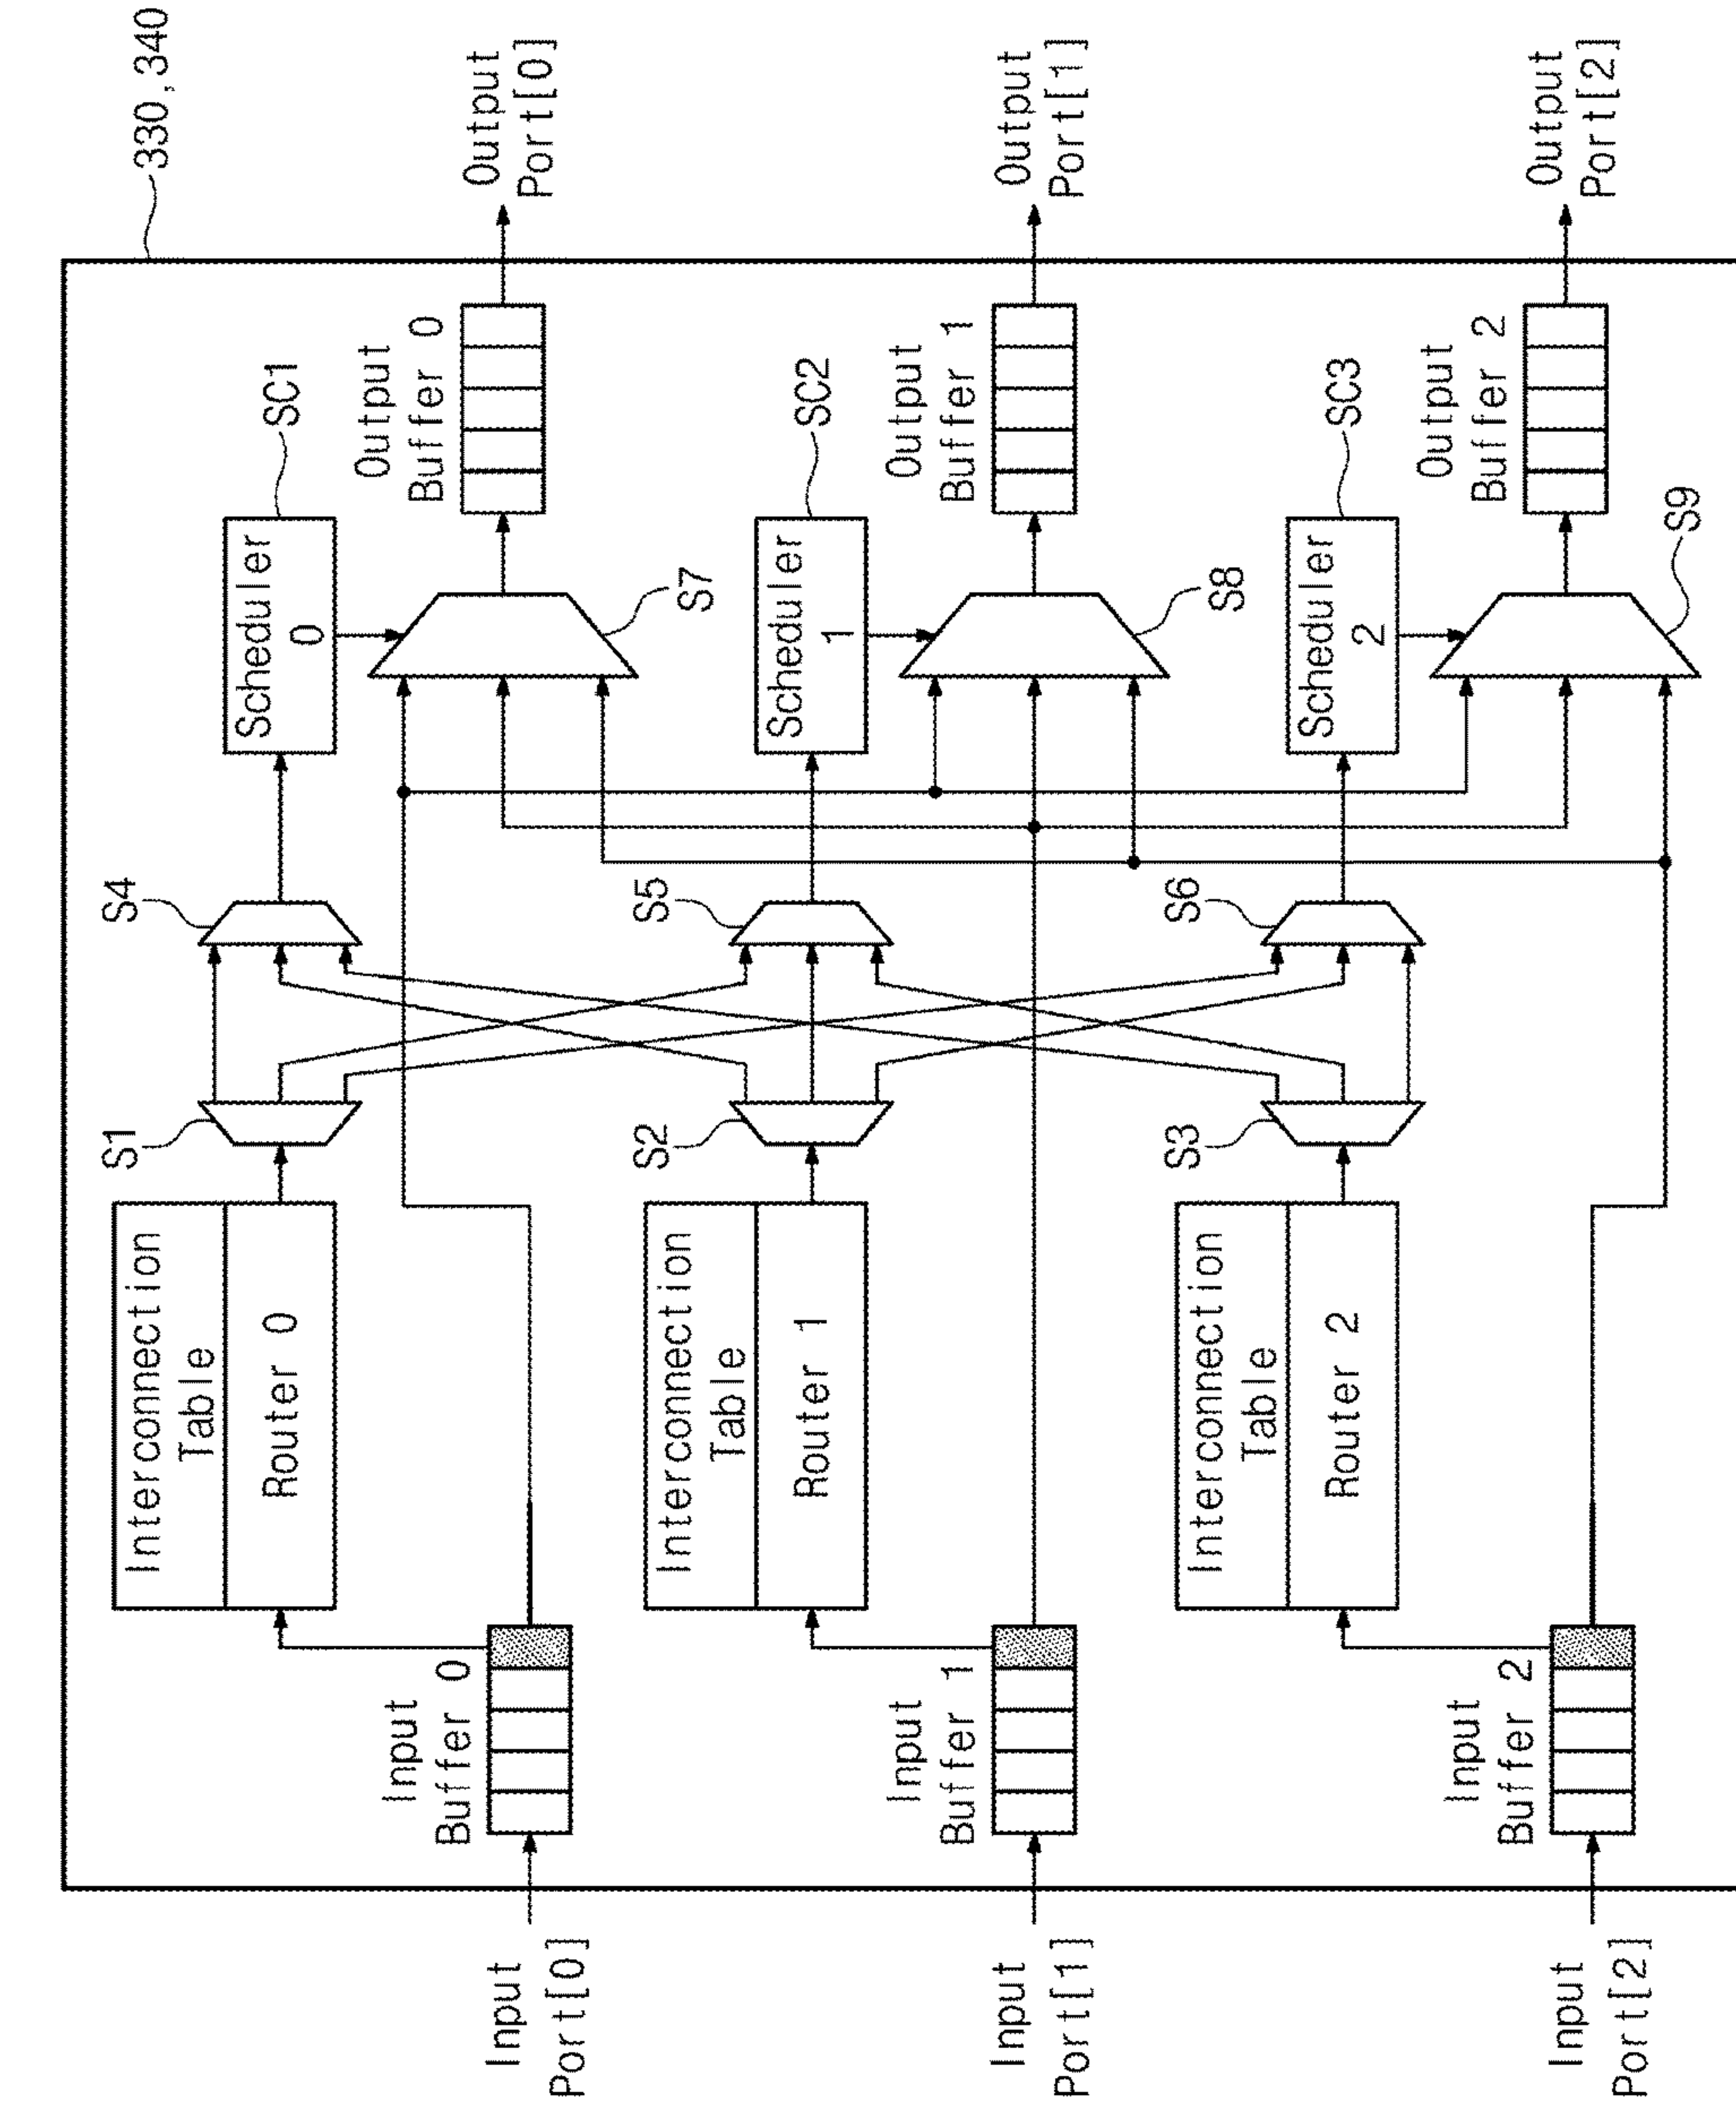 330,340
Input
Port[0]
Input
Buffer 0
Interconnection
Table
Router 0
S1
S4
Scheduler
0
SC1
S7
Output
Buffer 0
Output
Port[0]
Input
Port[1]
Input
Buffer 1
Interconnection
Table
Router 1
S2
S5
Scheduler
1
SC2
S8
Output
Buffer 1
Output
Port[1]
Input
Port[2]
Input
Buffer 2
Interconnection
Table
Router 2
S3
S6
Scheduler
2
SC3
S9
Output
Buffer 2
Output
Port[2]